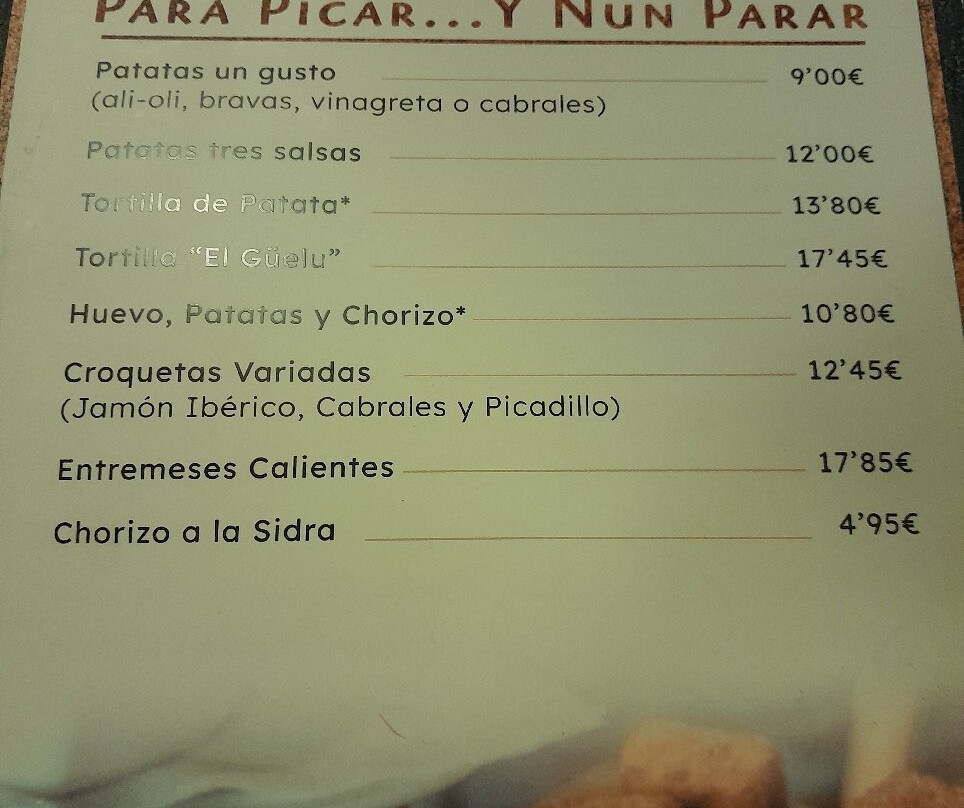 PARA PICAR...Y NUN PARAR
Patatas un gusto 9'00€
(ali-oli, bravas, vinagreta o cabrales)
Patatas tres salsas 12'00€
Tortilla de Patata* 13'80€
Tortilla “El Güelu” 17'45€
Huevo, Patatas y Chorizo* 10'80€
Croquetas Variadas 12'45€
(Jamón Ibérico, Cabrales y Picadillo)
Entremeses Calientes 17'85€
Chorizo a la Sidra 4'95€